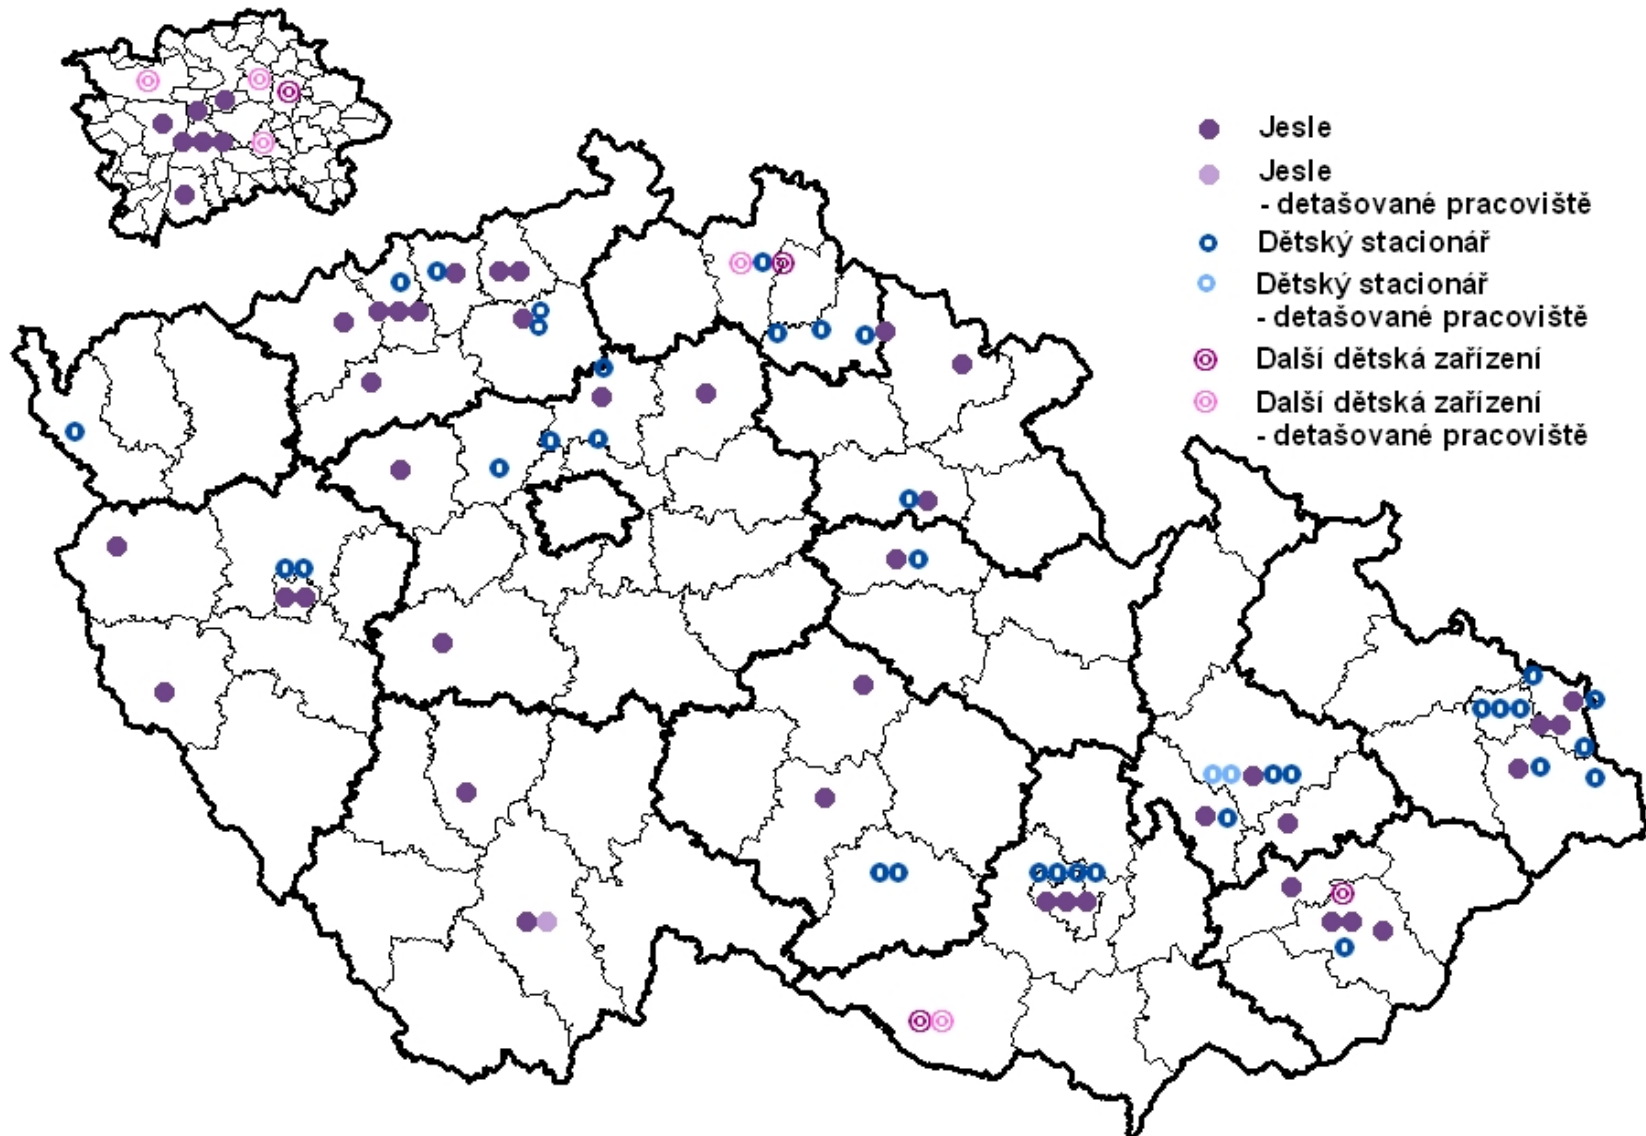 Jesle
Jesle
- detašované pracoviště
Dětský stacionář
Dětský stacionář
- detašované pracoviště
Další dětská zařízení
Další dětská zařízení
- detašované pracoviště